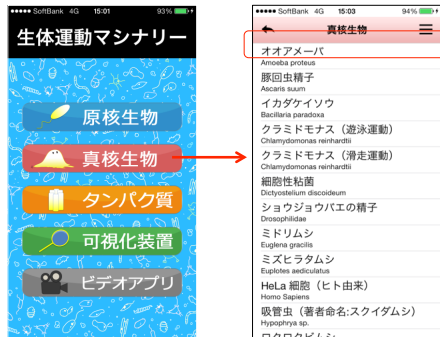 SoftBank 4G 15:01 93%
生体運動マシナリー
原核生物
真核生物
タンパク質
可視化装置
ビデオアプリ
SoftBank 4G 15:03 94%
真核生物
オオアメーバ
Amoeba proteus
豚回虫精子
Ascaris suum
イカダケイソウ
Bacillaria paradoxa
クラミドモナス（遊泳運動）
Chlamydomonas reinhardtii
クラミドモナス（滑走運動）
Chlamydomonas reinhardtii
細胞性粘菌
Dictyostelium discoideum
ショウジョウバエの精子
Drosophilidae
ミドリムシ
Euglena gracilis
ミズヒラタムシ
Euplotes aediculatus
HeLa 細胞（ヒト由来）
Homo Sapiens
吸管虫（著者命名:スクイダムシ）
Hypophrya sp.